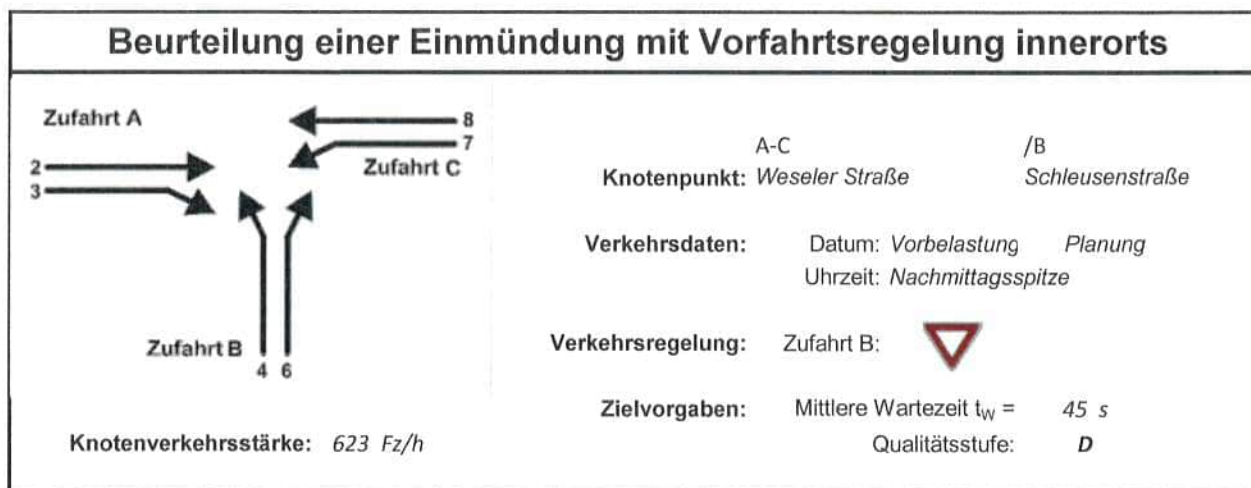 Beurteilung einer Einmündung mit Vorfahrtsregelung innerorts
Zufahrt A
8
7
2
Zufahrt C
3
Zufahrt B
4 6
Knotenverkehrsstärke: 623 Fz/h
A-C /B
Knotenpunkt: Weseler Straße Schleusenstraße
Verkehrsdaten: Datum: Vorbelastung Planung
Uhrzeit: Nachmittagsspitze
Verkehrsregelung: Zufahrt B:
Zielvorgaben: Mittlere Wartezeit tw = 45 s
Qualitätsstufe: D